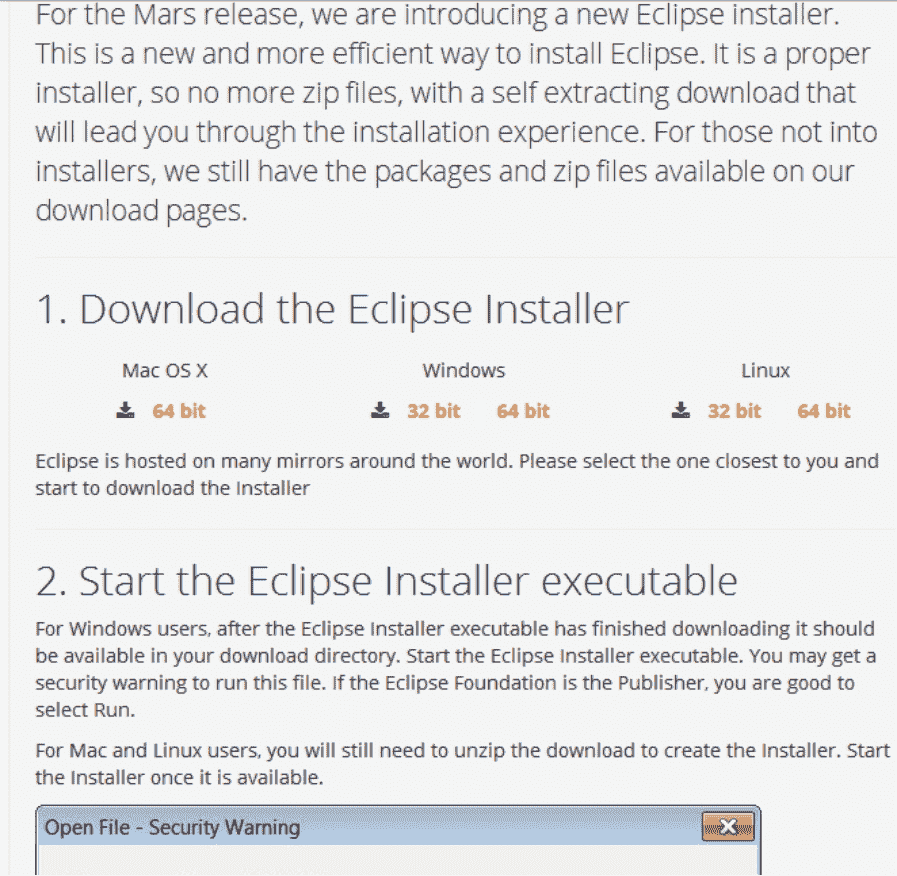 For the Mars release, we are introducing a new Eclipse installer.
This is a new and more efficient way to install Eclipse. It is a proper
installer, so no more zip files, with a self extracting download that
will lead you through the installation experience. For those not into
installers, we still have the packages and zip files available on our
download pages.
1. Download the Eclipse Installer
Mac OS X Windows Linux
64 bit 32 bit 64 bit 32 bit 64 bit
Eclipse is hosted on many mirrors around the world. Please select the one closest to you and
start to download the Installer
2. Start the Eclipse Installer executable
For Windows users, after the Eclipse Installer executable has finished downloading it should
be available in your download directory. Start the Eclipse Installer executable. You may get a
security warning to run this file. If the Eclipse Foundation is the Publisher, you are good to
select Run.
For Mac and Linux users, you will still need to unzip the download to create the Installer. Start
the Installer once it is available.
Open File - Security Warning